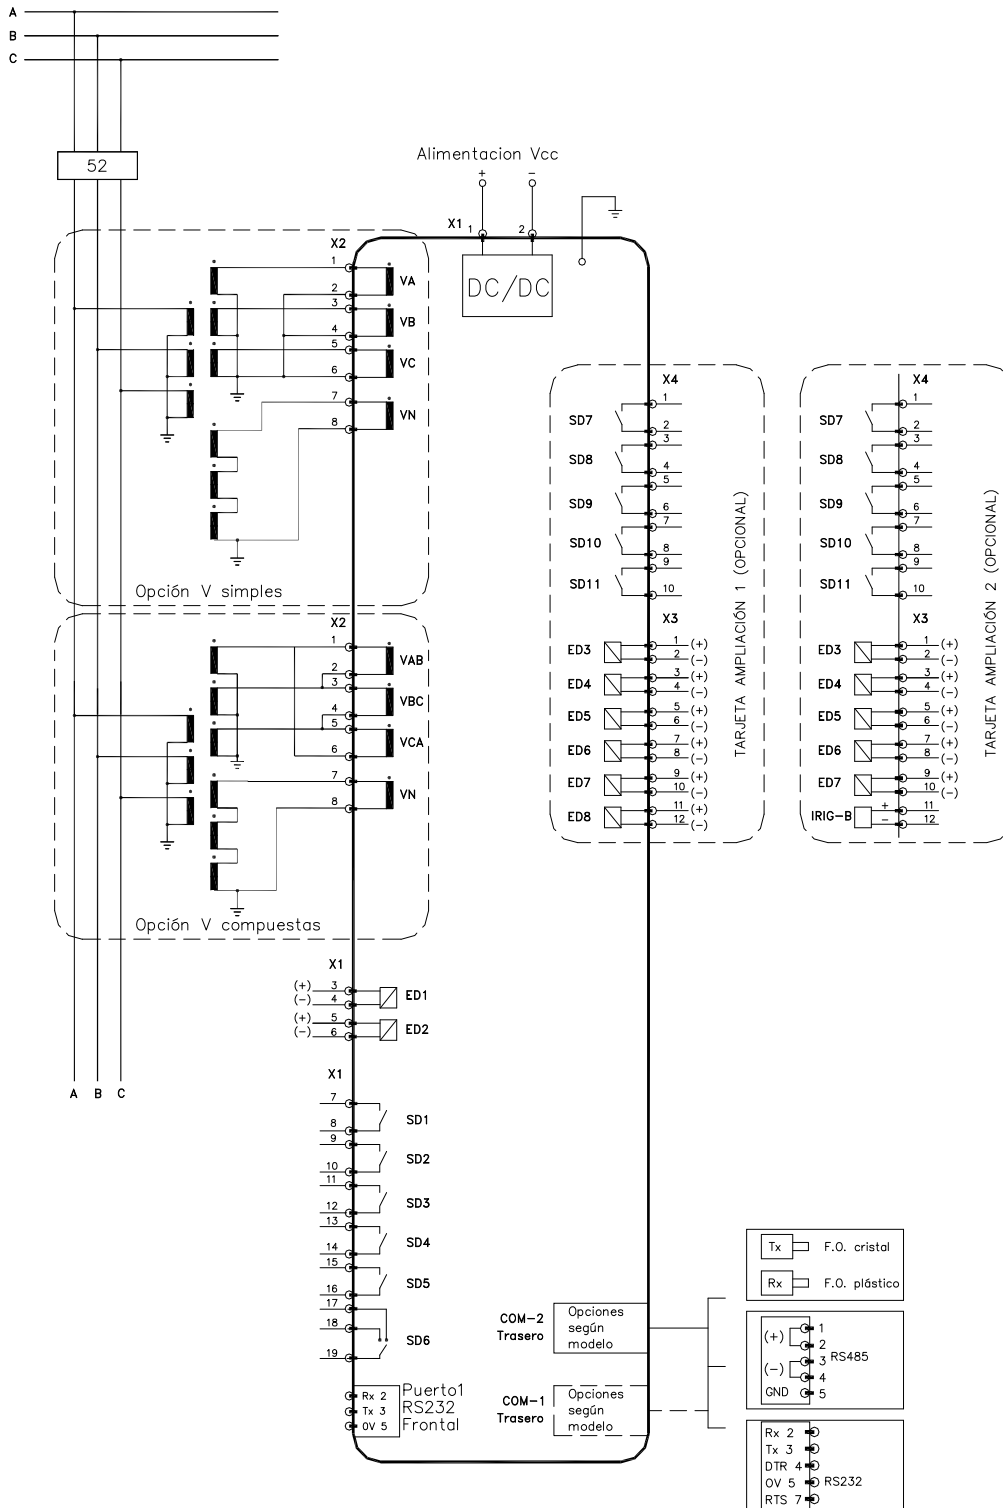 A
B
C
52
Alimentacion Vcc
+ -
X1 1 2
DC/DC
X2
1
2
VA
3
4
VB
5
6
VC
7
8
VN
Opción V simples
X2
1
2
VAB
3
4
VBC
5
6
VCA
7
8
VN
Opción V compuestas
X4
1
SD7
2
3
SD8
4
5
SD9
6
7
SD10
8
9
SD11
10
X3
ED3 1 (+)
2 (-)
ED4 3 (+)
4 (-)
ED5 5 (+)
6 (-)
ED6 7 (+)
8 (-)
ED7 9 (+)
10 (-)
ED8 11 (+)
12 (-)
TARJETA AMPLIACIÓN 1 (OPCIONAL)
X4
1
SD7
2
3
SD8
4
5
SD9
6
7
SD10
8
9
SD11
10
X3
ED3 1 (+)
2 (-)
ED4 3 (+)
4 (-)
ED5 5 (+)
6 (-)
ED6 7 (+)
8 (-)
ED7 9 (+)
10 (-)
IRIG-B + 11
- 12
TARJETA AMPLIACIÓN 2 (OPCIONAL)
X1
(+) 3
(-) 4
ED1
(+) 5
(-) 6
ED2
A B C
X1
7
8
SD1
9
10
SD2
11
12
SD3
13
14
SD4
15
16
SD5
17
18
19
SD6
Rx 2
Tx 3
0V 5
Puerto1
RS232
Frontal
COM-2
Trasero
Opciones
según
modelo
COM-1
Trasero
Opciones
según
modelo
Tx F.O. cristal
Rx F.O. plástico
(+) 1
2
(-) 3
4
GND 5
RS485
Rx 2
Tx 3
DTR 4
0V 5
RTS 7
RS232